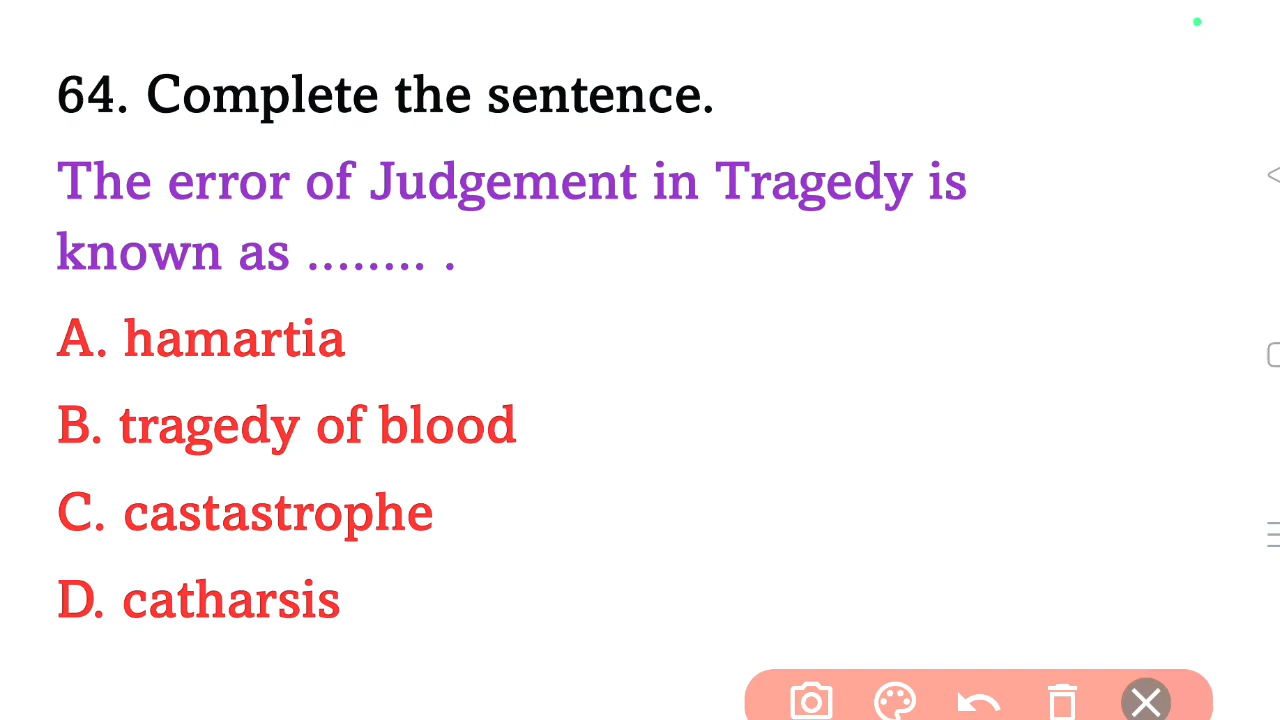 64. Complete the sentence.
The error of Judgement in Tragedy is
known as ........ .
A. hamartia
B. tragedy of blood
C. castastrophe
D. catharsis